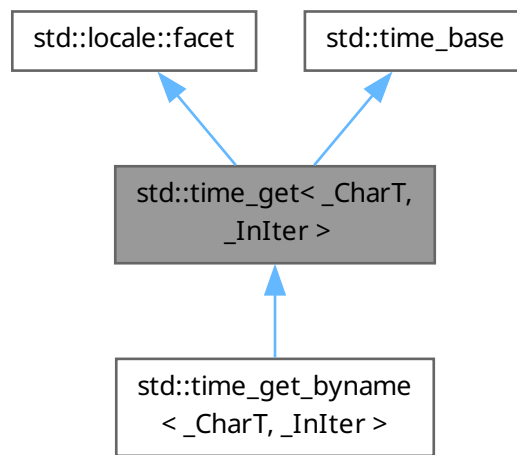 std::locale::facet
std::time_base
std::time_get< _CharT,
_InIter >
std::time_get_byname
< _CharT, _InIter >